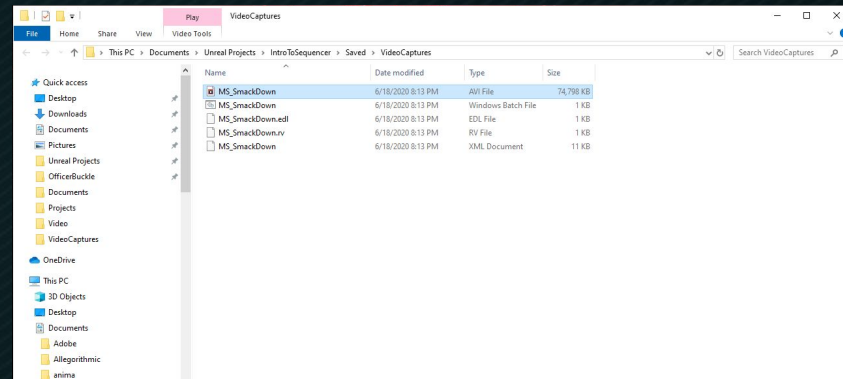 Play VideoCaptures
File Home Share View Video Tools
This PC > Documents > Unreal Projects > IntroToSequencer > Saved > VideoCaptures
Search VideoCaptures
Name Date modified Type Size
Quick access
Desktop
Downloads
Documents
Pictures
Unreal Projects
OfficerBuckle
Documents
Projects
Video
VideoCaptures
OneDrive
This PC
3D Objects
Desktop
Documents
Adobe
Allegorithmic
anima
MS_SmackDown 6/18/2020 8:13 PM AVI File 74,798 KB
MS_SmackDown 6/18/2020 8:13 PM Windows Batch File 1 KB
MS_SmackDown.edl 6/18/2020 8:13 PM EDL File 1 KB
MS_SmackDown.rv 6/18/2020 8:13 PM RV File 1 KB
MS_SmackDown 6/18/2020 8:13 PM XML Document 11 KB